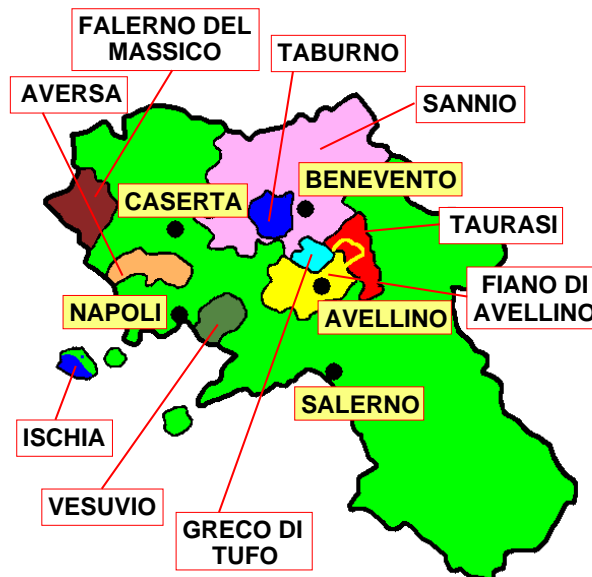 FALERNO DEL
MASSICO
TABURNO
AVERSA
SANNIO
BENEVENTO
CASERTA
TAURASI
FIANO DI
AVELLINO
NAPOLI
AVELLINO
SALERNO
ISCHIA
VESUVIO
GRECO DI
TUFO